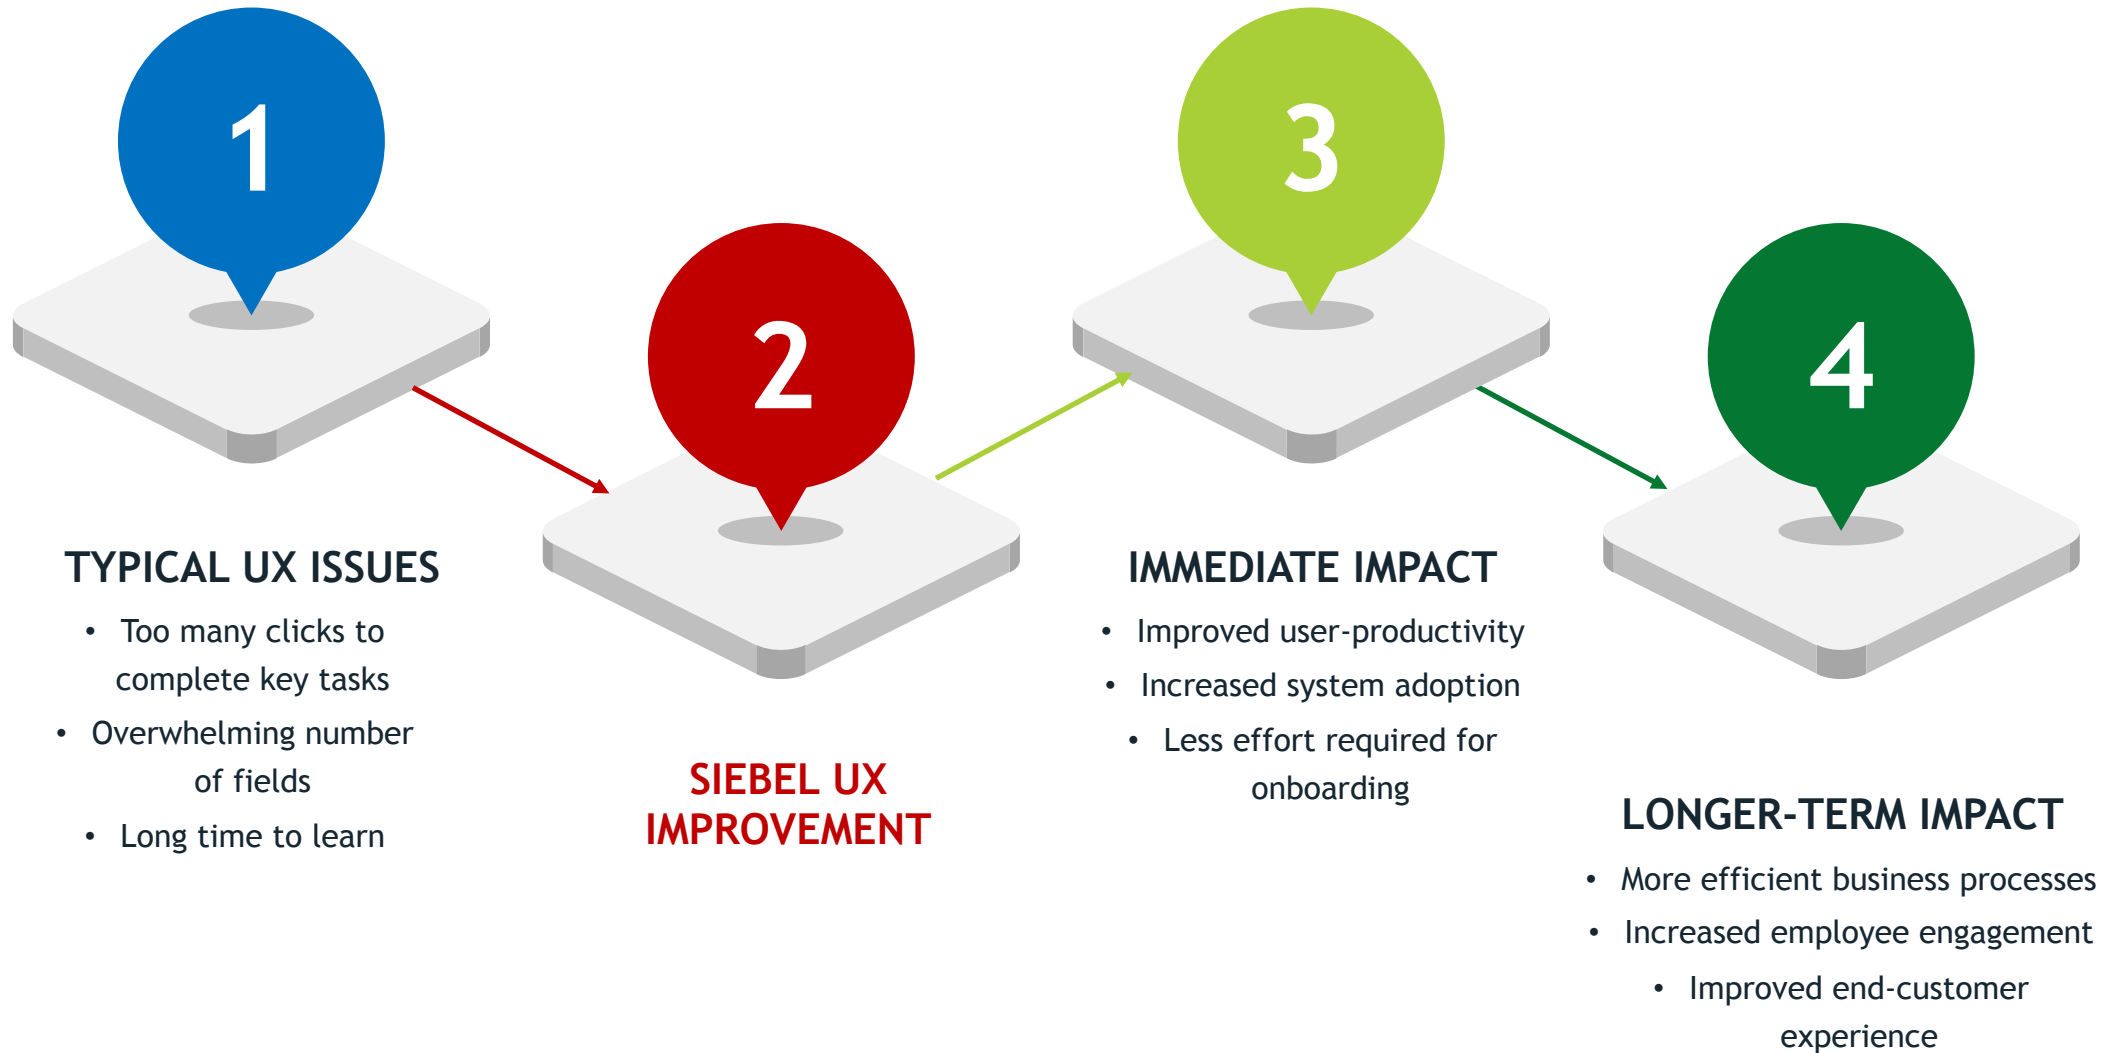 1
TYPICAL UX ISSUES
• Too many clicks to
complete key tasks
• Overwhelming number
of fields
• Long time to learn
2
SIEBEL UX
IMPROVEMENT
3
IMMEDIATE IMPACT
• Improved user-productivity
• Increased system adoption
• Less effort required for
onboarding
4
LONGER-TERM IMPACT
• More efficient business processes
• Increased employee engagement
• Improved end-customer
experience